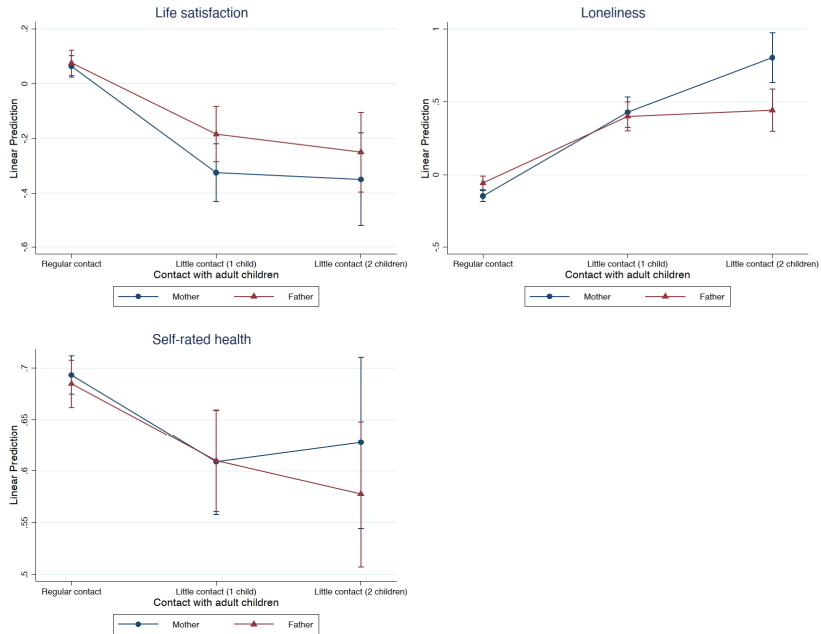 Life satisfaction
.2
0
-.2
-.4
-.6
Linear Prediction
Regular contact
Little contact (1 child)
Little contact (2 children)
Contact with adult children
Mother
Father
Loneliness
1
.5
0
-.5
Linear Prediction
Regular contact
Little contact (1 child)
Little contact (2 children)
Contact with adult children
Mother
Father
Self-rated health
.7
.65
.6
.55
.5
Linear Prediction
Regular contact
Little contact (1 child)
Little contact (2 children)
Contact with adult children
Mother
Father